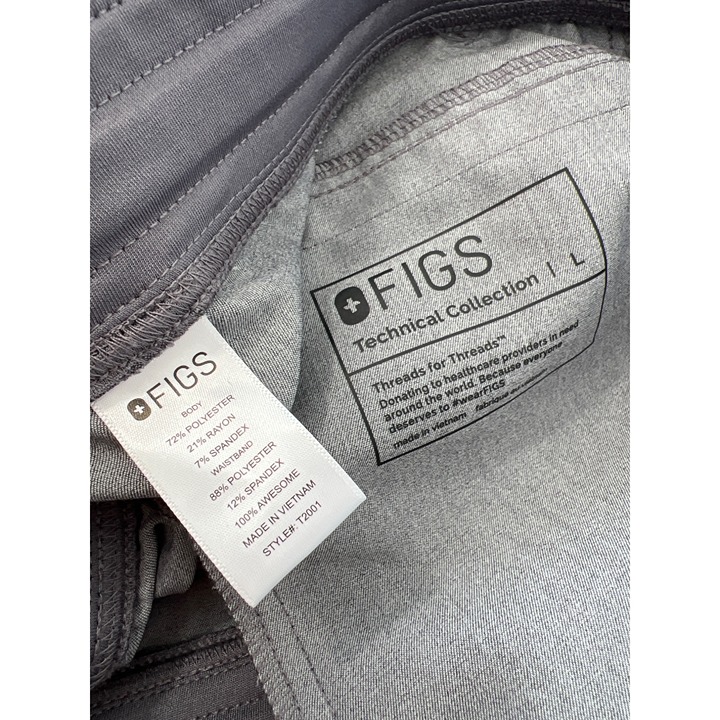 FIGS
Technical Collection | L
Threads for Threads™
Donating to healthcare providers in need
around the world. Because everyone
deserves to #wearFIGS
made in vietnam fabriqué
FIGS
BODY
72% POLYESTER
21% RAYON
7% SPANDEX
WAISTBAND
88% POLYESTER
12% SPANDEX
100% AWESOME
MADE IN VIETNAM
STYLE#: T2001